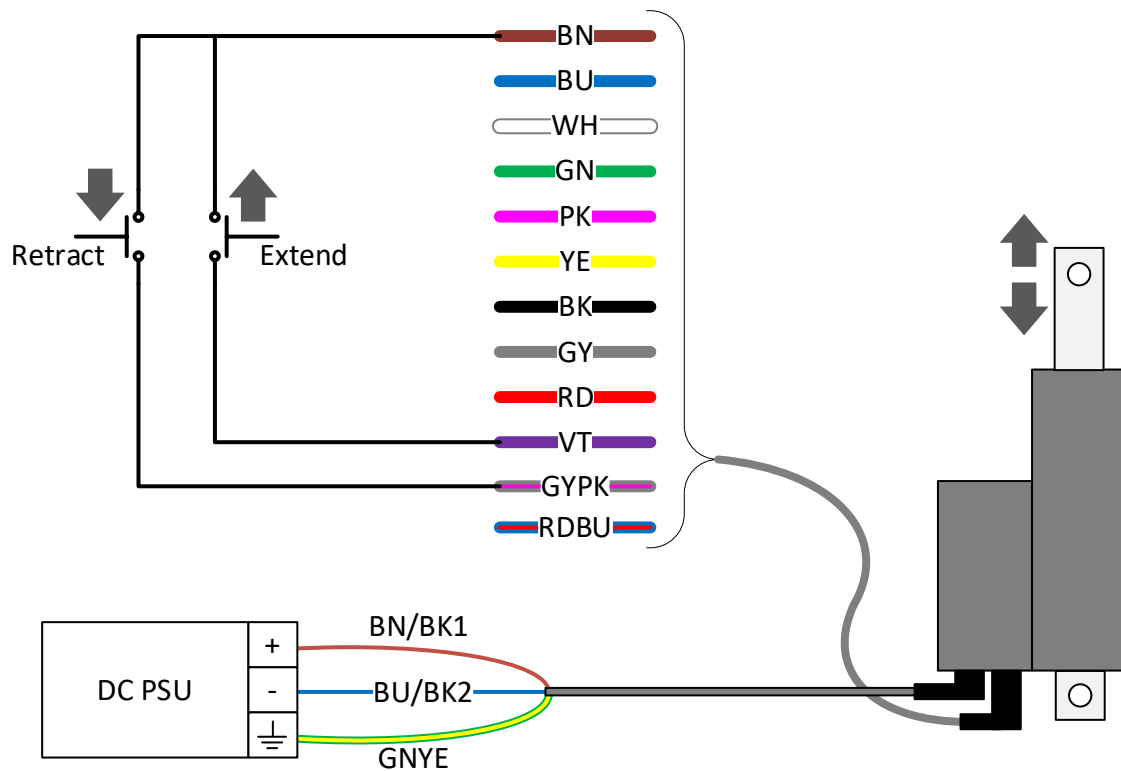 BN
BU
WH
GN
PK
YE
BK
GY
RD
VT
GYPK
RDBU
Retract
Extend
BN/BK1
+
DC PSU
-
BU/BK2
GNYE